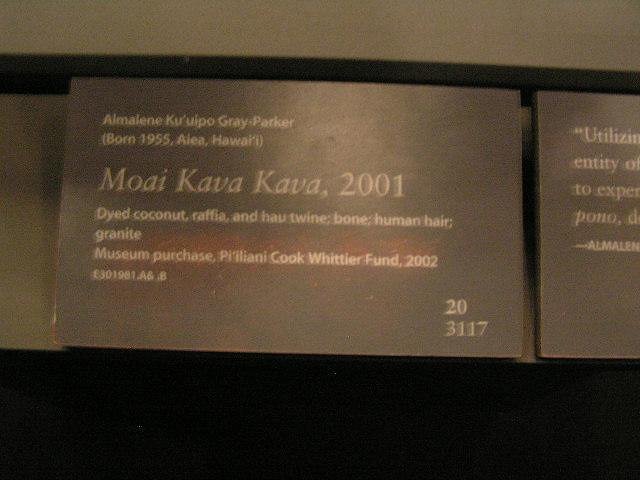 Almalene Ku'uipo Gray-Parker
(Born 1955, Aiea, Hawai'i)
Moai Kava Kava, 2001
Dyed coconut, raffia, and hau twine; bone; human hair;
granite
Museum purchase, Pi'iliani Cook Whittier Fund, 2002
E301981.A&.B
20
3117
"Utilizin
entity of
to exper
pono,
—ALMALEN